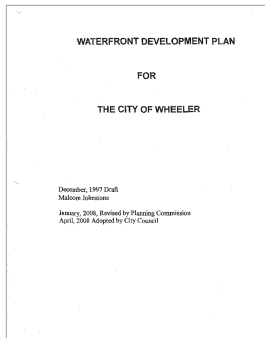 WATERFRONT DEVELOPMENT PLAN
FOR
THE CITY OF WHEELER
December, 1997 Draft
Malcom Johnstone
January, 2008, Revised by Planning Commission
April, 2008 Adopted by City Council